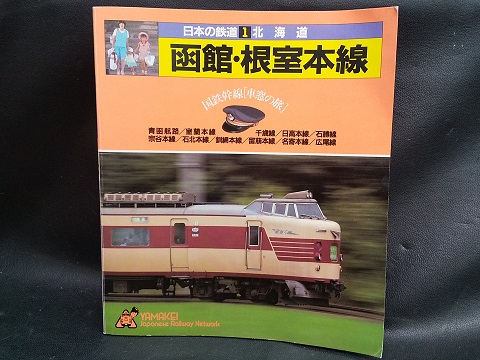 日本の鉄道1北海道
函館・根室本線
国鉄幹線[車窓の旅]
青函航路/室蘭本線 千歳線/日高本線/石勝線
宗谷本線/石北本線/釧網本線/留萠本線/名寄本線/広尾線
YAMAKEI
Japanese Railway Network